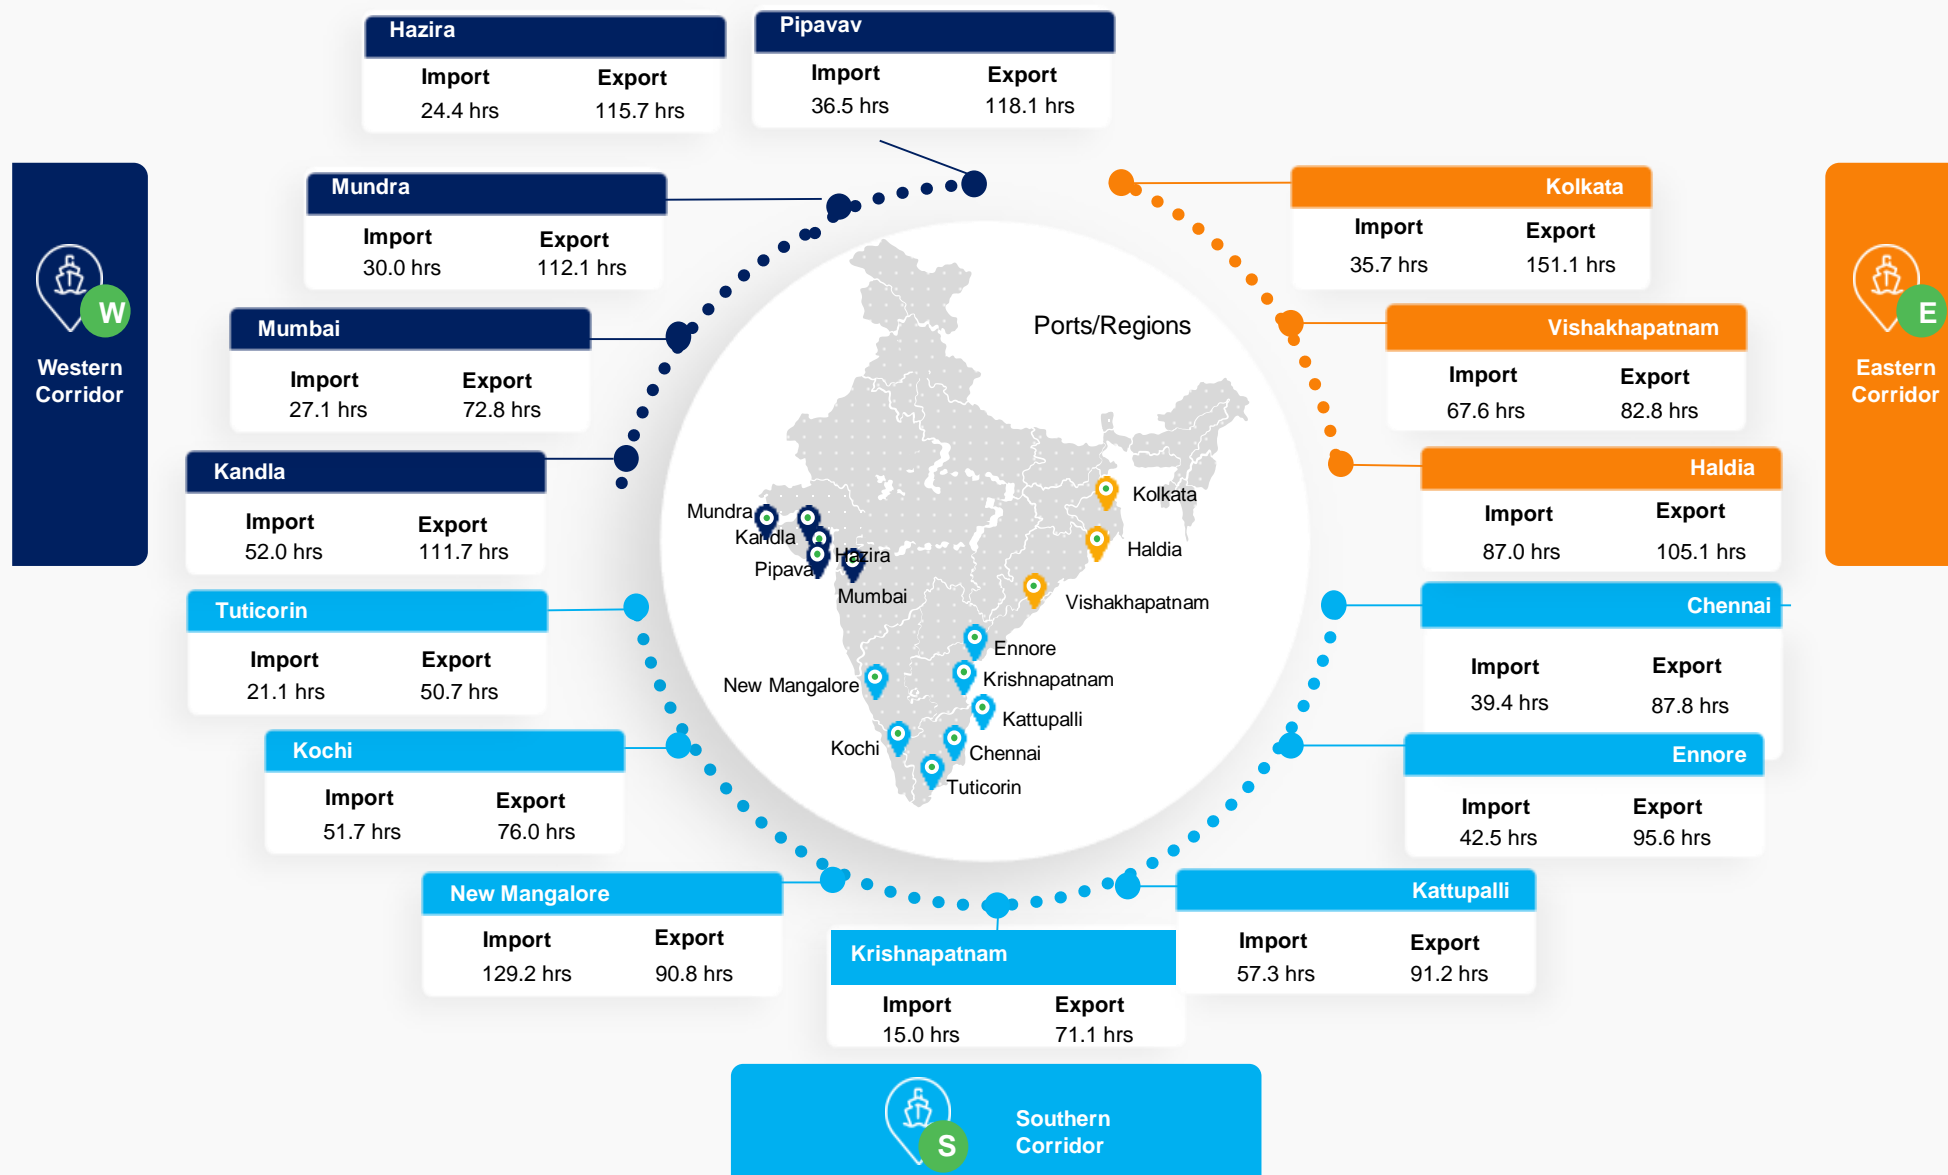 Hazira
Import Export
24.4 hrs 115.7 hrs
Pipavav
Import Export
36.5 hrs 118.1 hrs
Mundra
Import Export
30.0 hrs 112.1 hrs
Kolkata
Import Export
35.7 hrs 151.1 hrs
W
Western
Corridor
E
Eastern
Corridor
Mumbai
Import Export
27.1 hrs 72.8 hrs
Vishakhapatnam
Import Export
67.6 hrs 82.8 hrs
Kandla
Import Export
52.0 hrs 111.7 hrs
Haldia
Import Export
87.0 hrs 105.1 hrs
Ports/Regions
Mundra
Kandla
Hazira
Pipava
Mumbai
Kolkata
Haldia
Vishakhapatnam
Ennore
Krishnapatnam
New Mangalore
Kattupalli
Kochi
Chennai
Tuticorin
Tuticorin
Import Export
21.1 hrs 50.7 hrs
Chennai
Import Export
39.4 hrs 87.8 hrs
Kochi
Import Export
51.7 hrs 76.0 hrs
Ennore
Import Export
42.5 hrs 95.6 hrs
New Mangalore
Import Export
129.2 hrs 90.8 hrs
Krishnapatnam
Import Export
15.0 hrs 71.1 hrs
Kattupalli
Import Export
57.3 hrs 91.2 hrs
S
Southern
Corridor